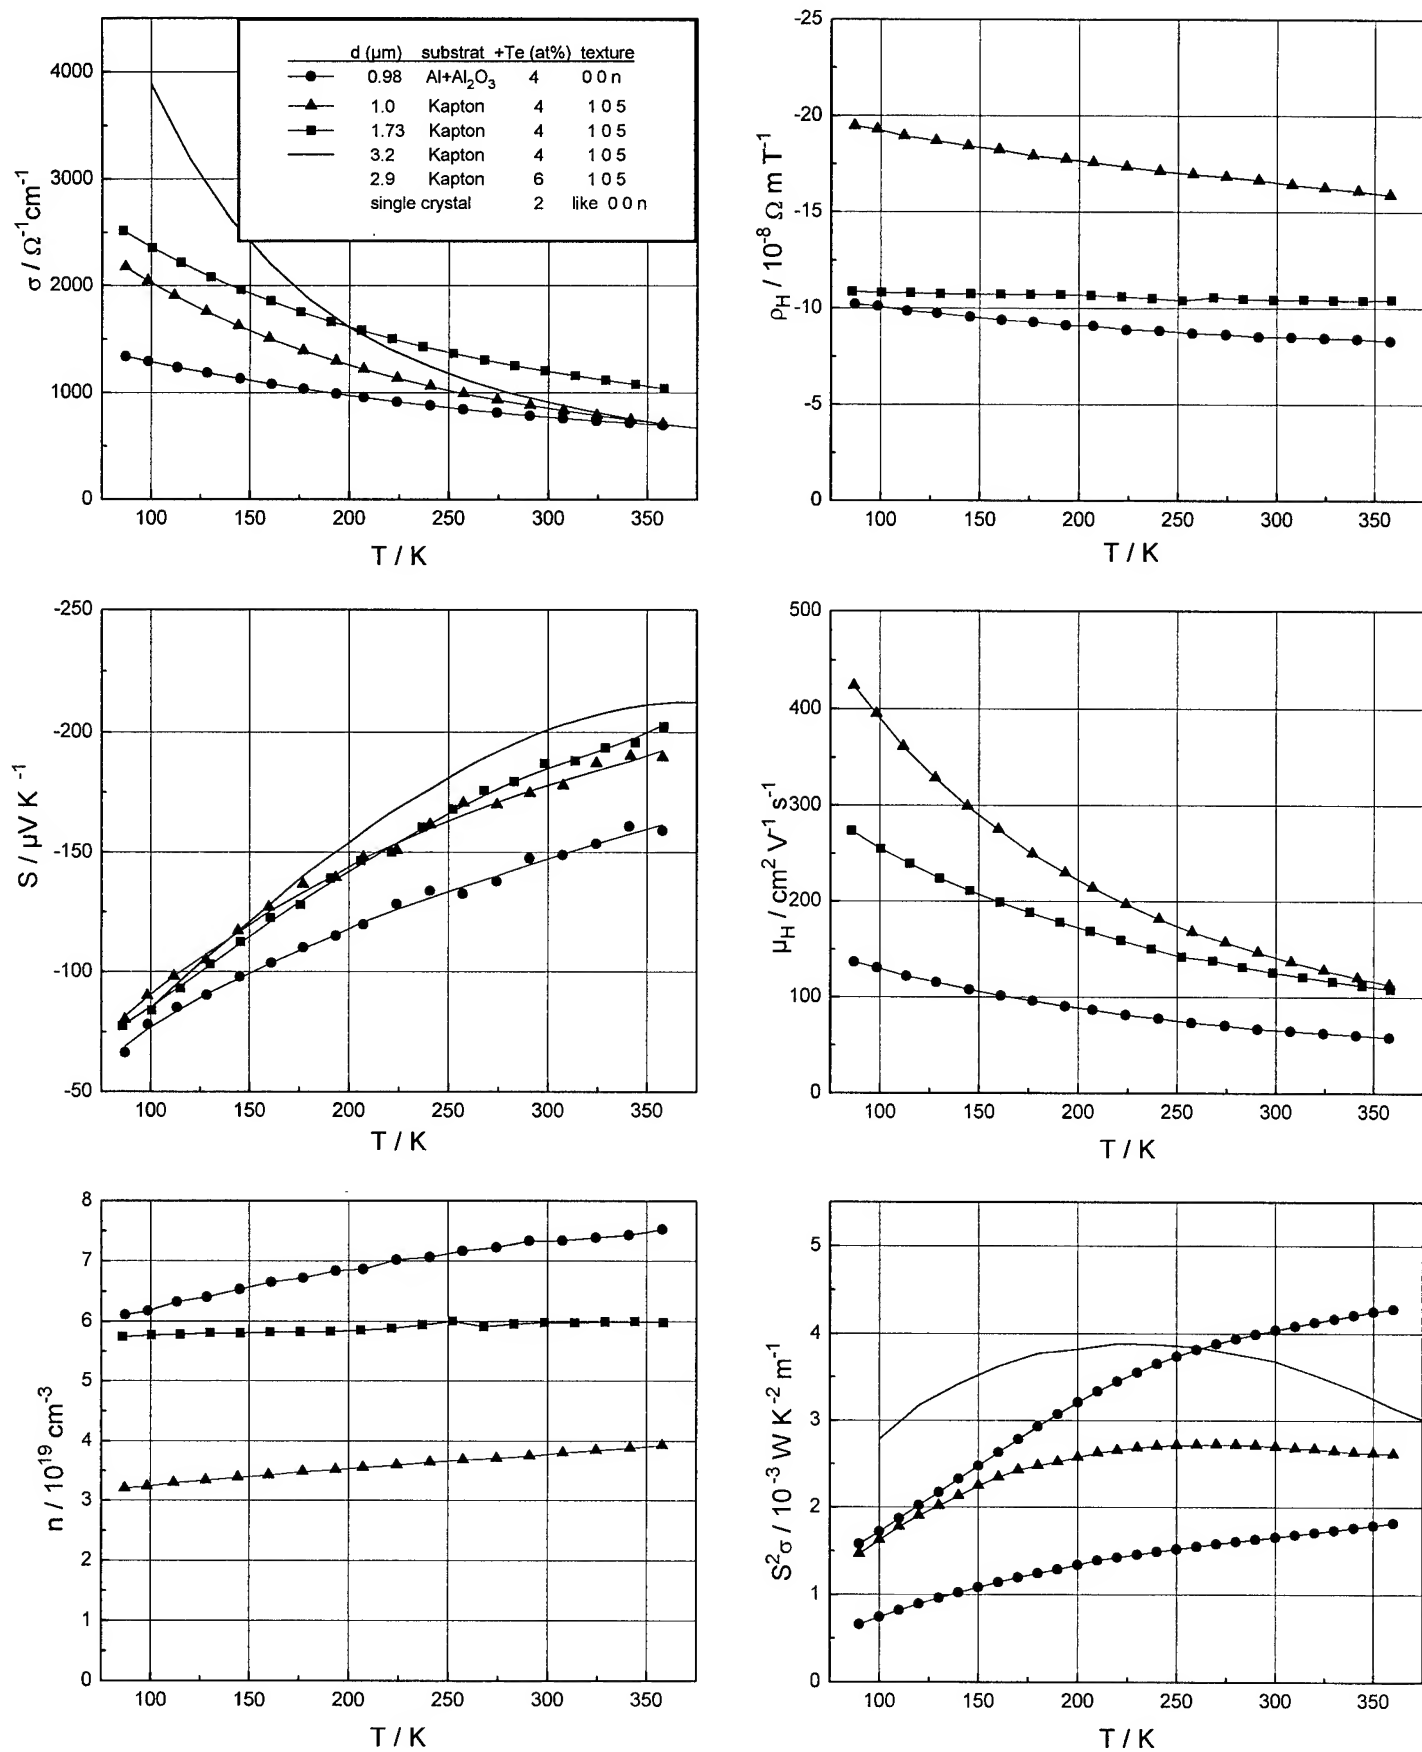 d (µm) substrat +Te (at%) texture
0.98 Al+Al₂O₃ 4 0 0 n
1.0 Kapton 4 1 0 5
1.73 Kapton 4 1 0 5
3.2 Kapton 4 1 0 5
2.9 Kapton 6 1 0 5
single crystal 2 like 0 0 n
σ / Ω⁻¹cm⁻¹
4000
3000
2000
1000
0
100 150 200 250 300 350
T / K
ρH / 10⁻⁸ Ω m T⁻¹
-25
-20
-15
-10
-5
0
100 150 200 250 300 350
T / K
S / µV K⁻¹
-250
-200
-150
-100
-50
100 150 200 250 300 350
T / K
µH / cm² V⁻¹ s⁻¹
500
400
300
200
100
0
100 150 200 250 300 350
T / K
n / 10¹⁹ cm⁻³
8
7
6
5
4
3
2
1
0
100 150 200 250 300 350
T / K
S²σ / 10⁻³ W K⁻² m⁻¹
5
4
3
2
1
0
100 150 200 250 300 350
T / K